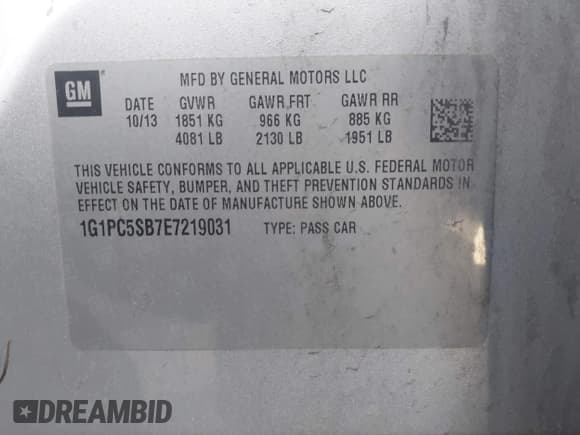 GM
MFD BY GENERAL MOTORS LLC
DATE GVWR GAWR FRT GAWR RR
10/13 1851 KG 966 KG 885 KG
4081 LB 2130 LB 1951 LB
THIS VEHICLE CONFORMS TO ALL APPLICABLE U.S. FEDERAL MOTOR
VEHICLE SAFETY, BUMPER, AND THEFT PREVENTION STANDARDS IN
EFFECT ON THE DATE OF MANUFACTURE SHOWN ABOVE.
1G1PC5SB7E7219031 TYPE: PASS CAR
DREAMBID